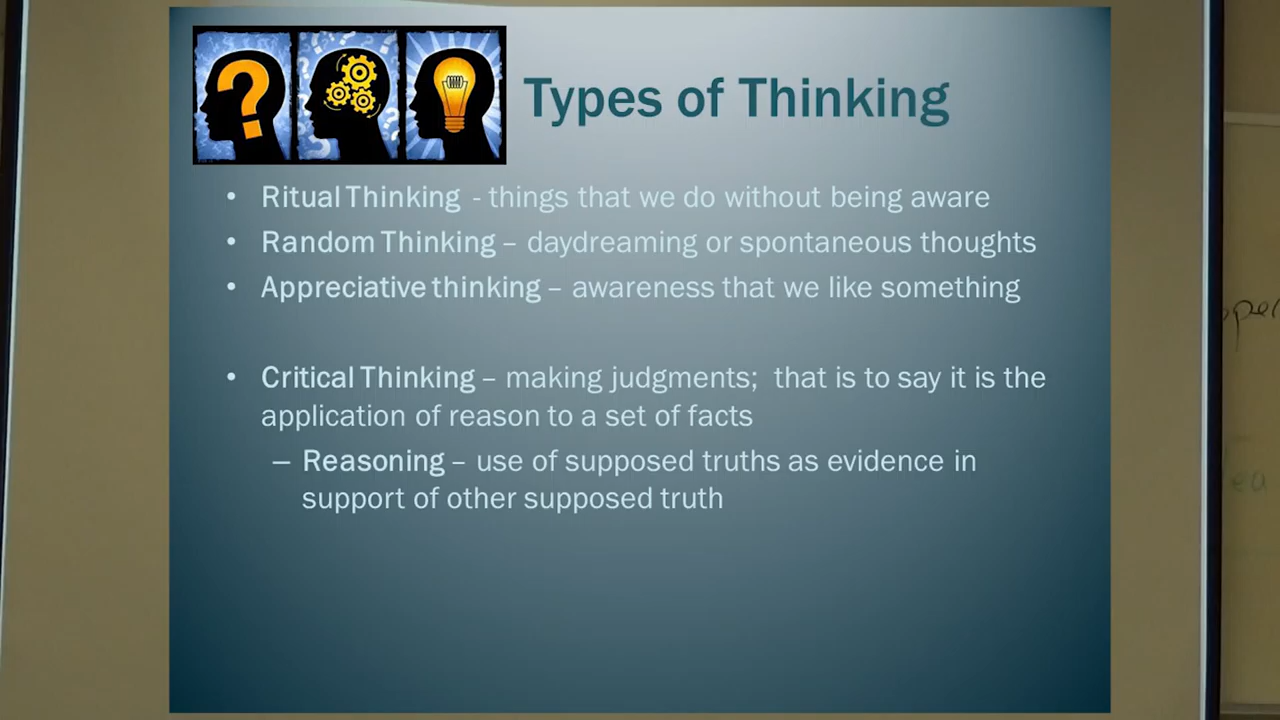 Types of Thinking
• Ritual Thinking - things that we do without being aware
• Random Thinking – daydreaming or spontaneous thoughts
• Appreciative thinking – awareness that we like something
• Critical Thinking – making judgments; that is to say it is the
application of reason to a set of facts
– Reasoning – use of supposed truths as evidence in
support of other supposed truth